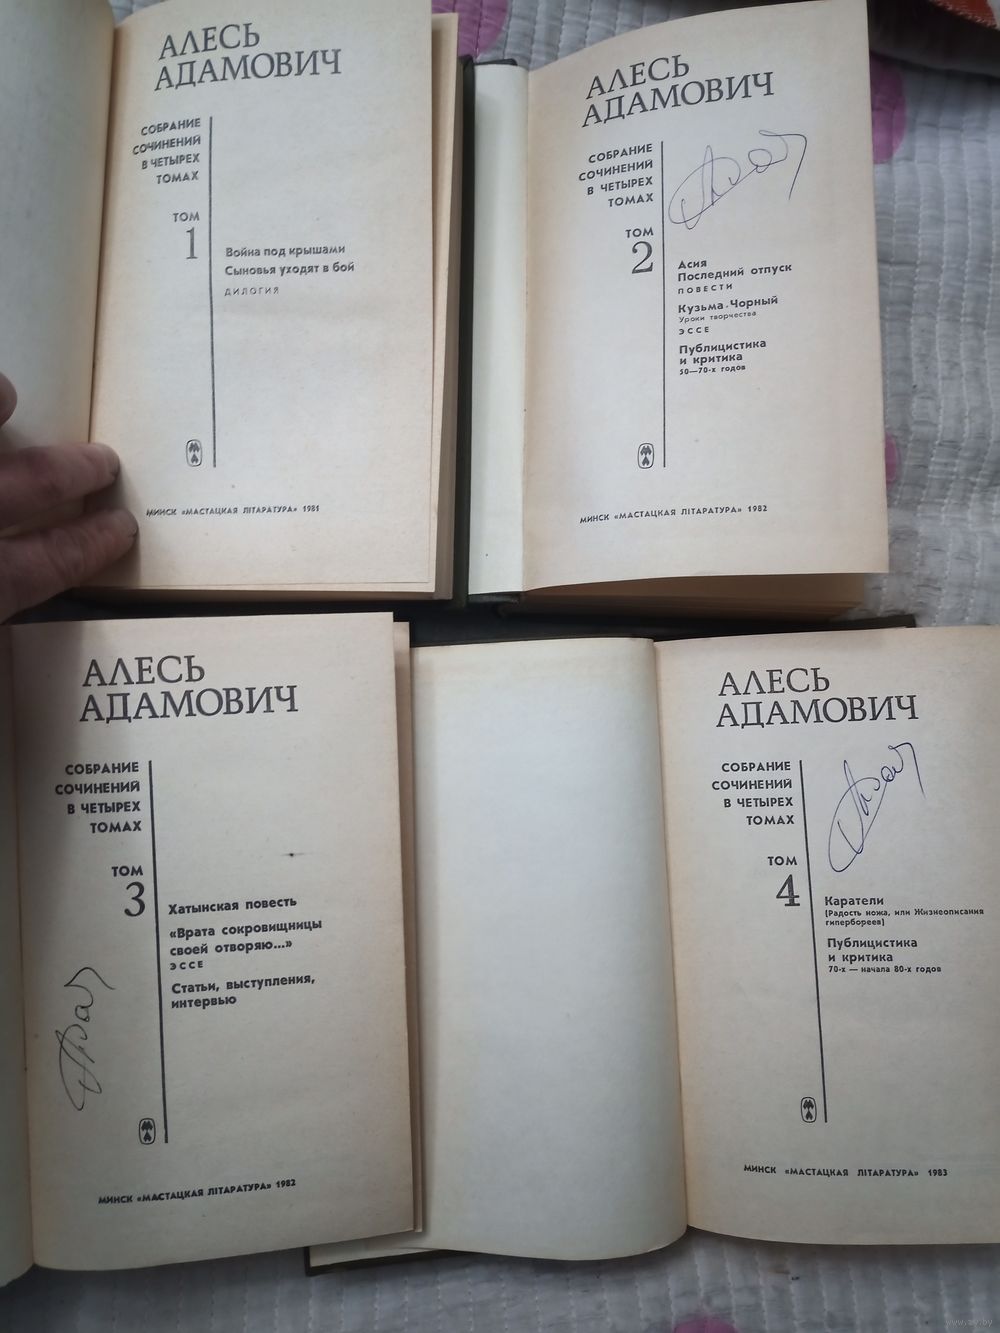 АЛЕСЬ
АДАМОВИЧ
СОБРАНИЕ
СОЧИНЕНИЙ
В ЧЕТЫРЕХ
ТОМАХ
ТОМ
1
Война под крышами
Сыновья уходят в бой
ДИЛОГИЯ
МИНСК «МАСТАЦКАЯ ЛІТАРАТУРА» 1981
АЛЕСЬ
АДАМОВИЧ
СОБРАНИЕ
СОЧИНЕНИЙ
В ЧЕТЫРЕХ
ТОМАХ
ТОМ
2
Асия
Последний отпуск
ПОВЕСТИ
Кузьма Чорный
Уроки творчества
ЭССЕ
Публицистика
и критика
50—70-х годов
МИНСК «МАСТАЦКАЯ ЛІТАРАТУРА» 1982
АЛЕСЬ
АДАМОВИЧ
СОБРАНИЕ
СОЧИНЕНИЙ
В ЧЕТЫРЕХ
ТОМАХ
ТОМ
3
Хатынская повесть
«Врата сокровищницы
своей отворяю...»
ЭССЕ
Статьи, выступления,
интервью
МИНСК «МАСТАЦКАЯ ЛІТАРАТУРА» 1982
АЛЕСЬ
АДАМОВИЧ
СОБРАНИЕ
СОЧИНЕНИЙ
В ЧЕТЫРЕХ
ТОМАХ
ТОМ
4
Каратели
(Радость ножа, или Жизнеописания
гипербореев)
Публицистика
и критика
70-х — начала 80-х годов
МИНСК «МАСТАЦКАЯ ЛІТАРАТУРА» 1983
www.ay.by